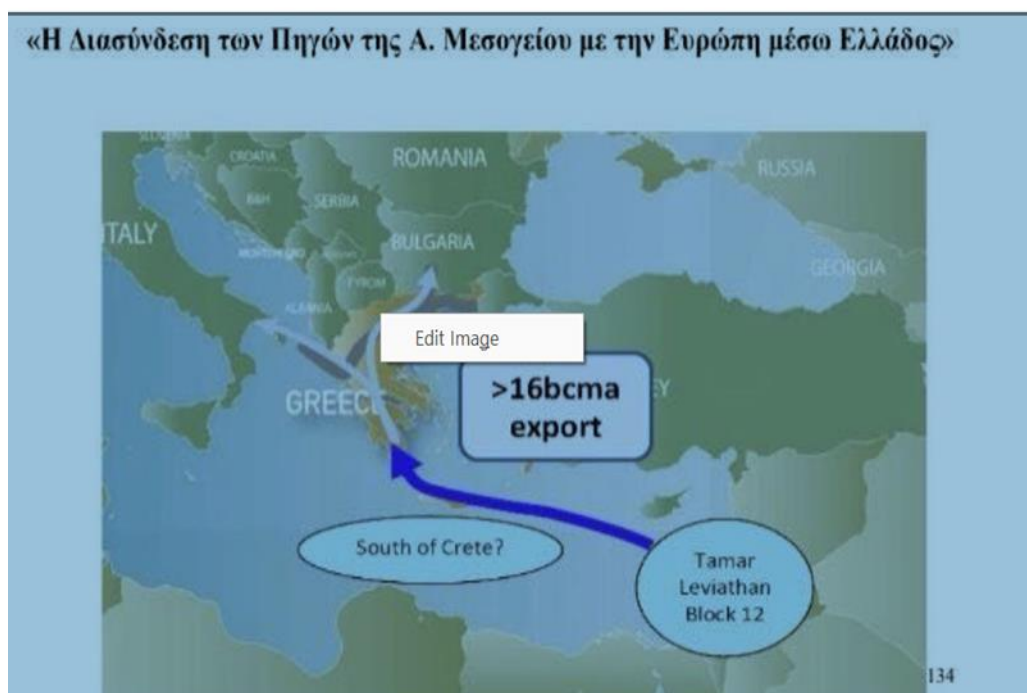 «Η Διασύνδεση των Πηγών της Α. Μεσογείου με την Ευρώπη μέσω Ελλάδος»
CROATIA
ROMANIA
RUSSIA
B&H
SERBIA
ITALY
BULGARIA
GEORGIA
FYROM
ALBANIA
Edit Image
GREECE
>16bcma
export
EY
South of Crete?
Tamar
Leviathan
Block 12
134